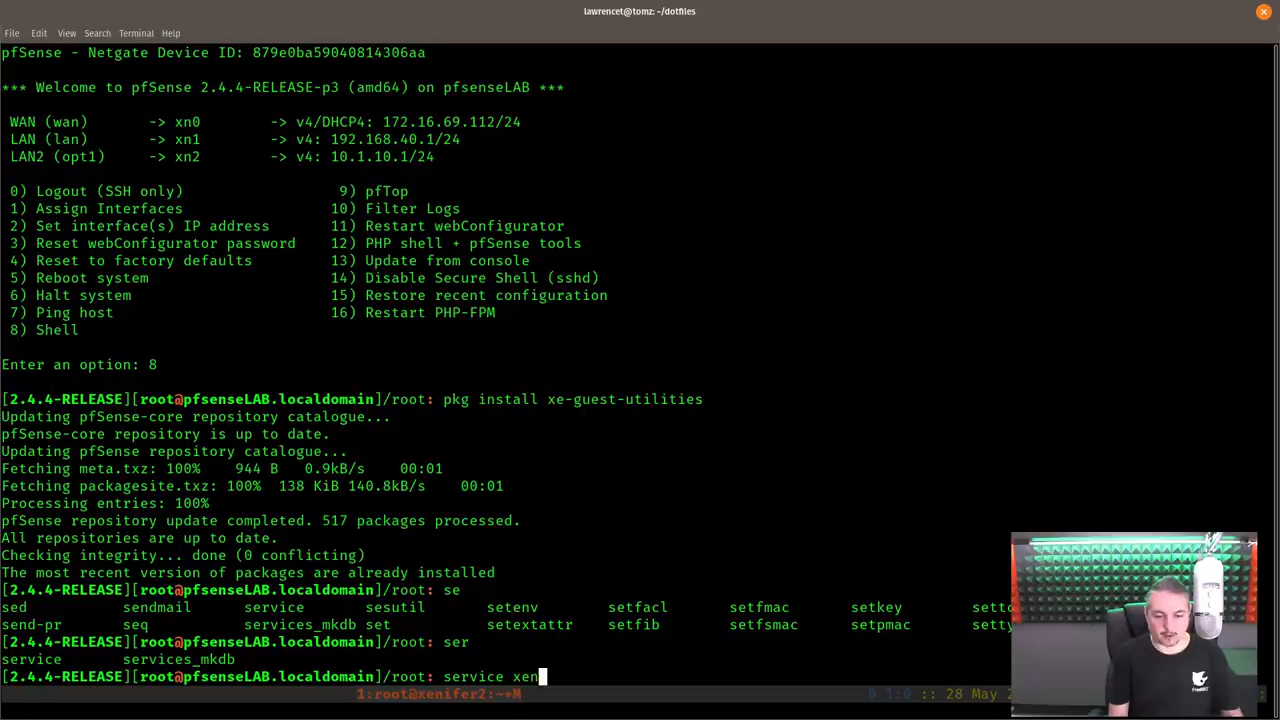 lawrencet@tomz: ~/dotfiles
File Edit View Search Terminal Help
pfSense - Netgate Device ID: 879e0ba59040814306aa
*** Welcome to pfSense 2.4.4-RELEASE-p3 (amd64) on pfsenseLAB ***
WAN (wan) -> xn0 -> v4/DHCP4: 172.16.69.112/24
LAN (lan) -> xn1 -> v4: 192.168.40.1/24
LAN2 (opt1) -> xn2 -> v4: 10.1.10.1/24
0) Logout (SSH only) 9) pfTop
1) Assign Interfaces 10) Filter Logs
2) Set interface(s) IP address 11) Restart webConfigurator
3) Reset webConfigurator password 12) PHP shell + pfSense tools
4) Reset to factory defaults 13) Update from console
5) Reboot system 14) Disable Secure Shell (sshd)
6) Halt system 15) Restore recent configuration
7) Ping host 16) Restart PHP-FPM
8) Shell
Enter an option: 8
[2.4.4-RELEASE][root@pfsenseLAB.localdomain]/root: pkg install xe-guest-utilities
Updating pfSense-core repository catalogue...
pfSense-core repository is up to date.
Updating pfSense repository catalogue...
Fetching meta.txz: 100% 944 B 0.9kB/s 00:01
Fetching packagesite.txz: 100% 138 KiB 140.8kB/s 00:01
Processing entries: 100%
pfSense repository update completed. 517 packages processed.
All repositories are up to date.
Checking integrity... done (0 conflicting)
The most recent version of packages are already installed
[2.4.4-RELEASE][root@pfsenseLAB.localdomain]/root: se
sed sendmail service sesutil setenv setfacl setfmac setkey
send-pr seq services_mkdb set setextattr setfib setfsmac setpmac
[2.4.4-RELEASE][root@pfsenseLAB.localdomain]/root: ser
service services_mkdb
[2.4.4-RELEASE][root@pfsenseLAB.localdomain]/root: service xen
1:root@xenifer2:~*M 0 1:0 :: 28 May
FreeNAS